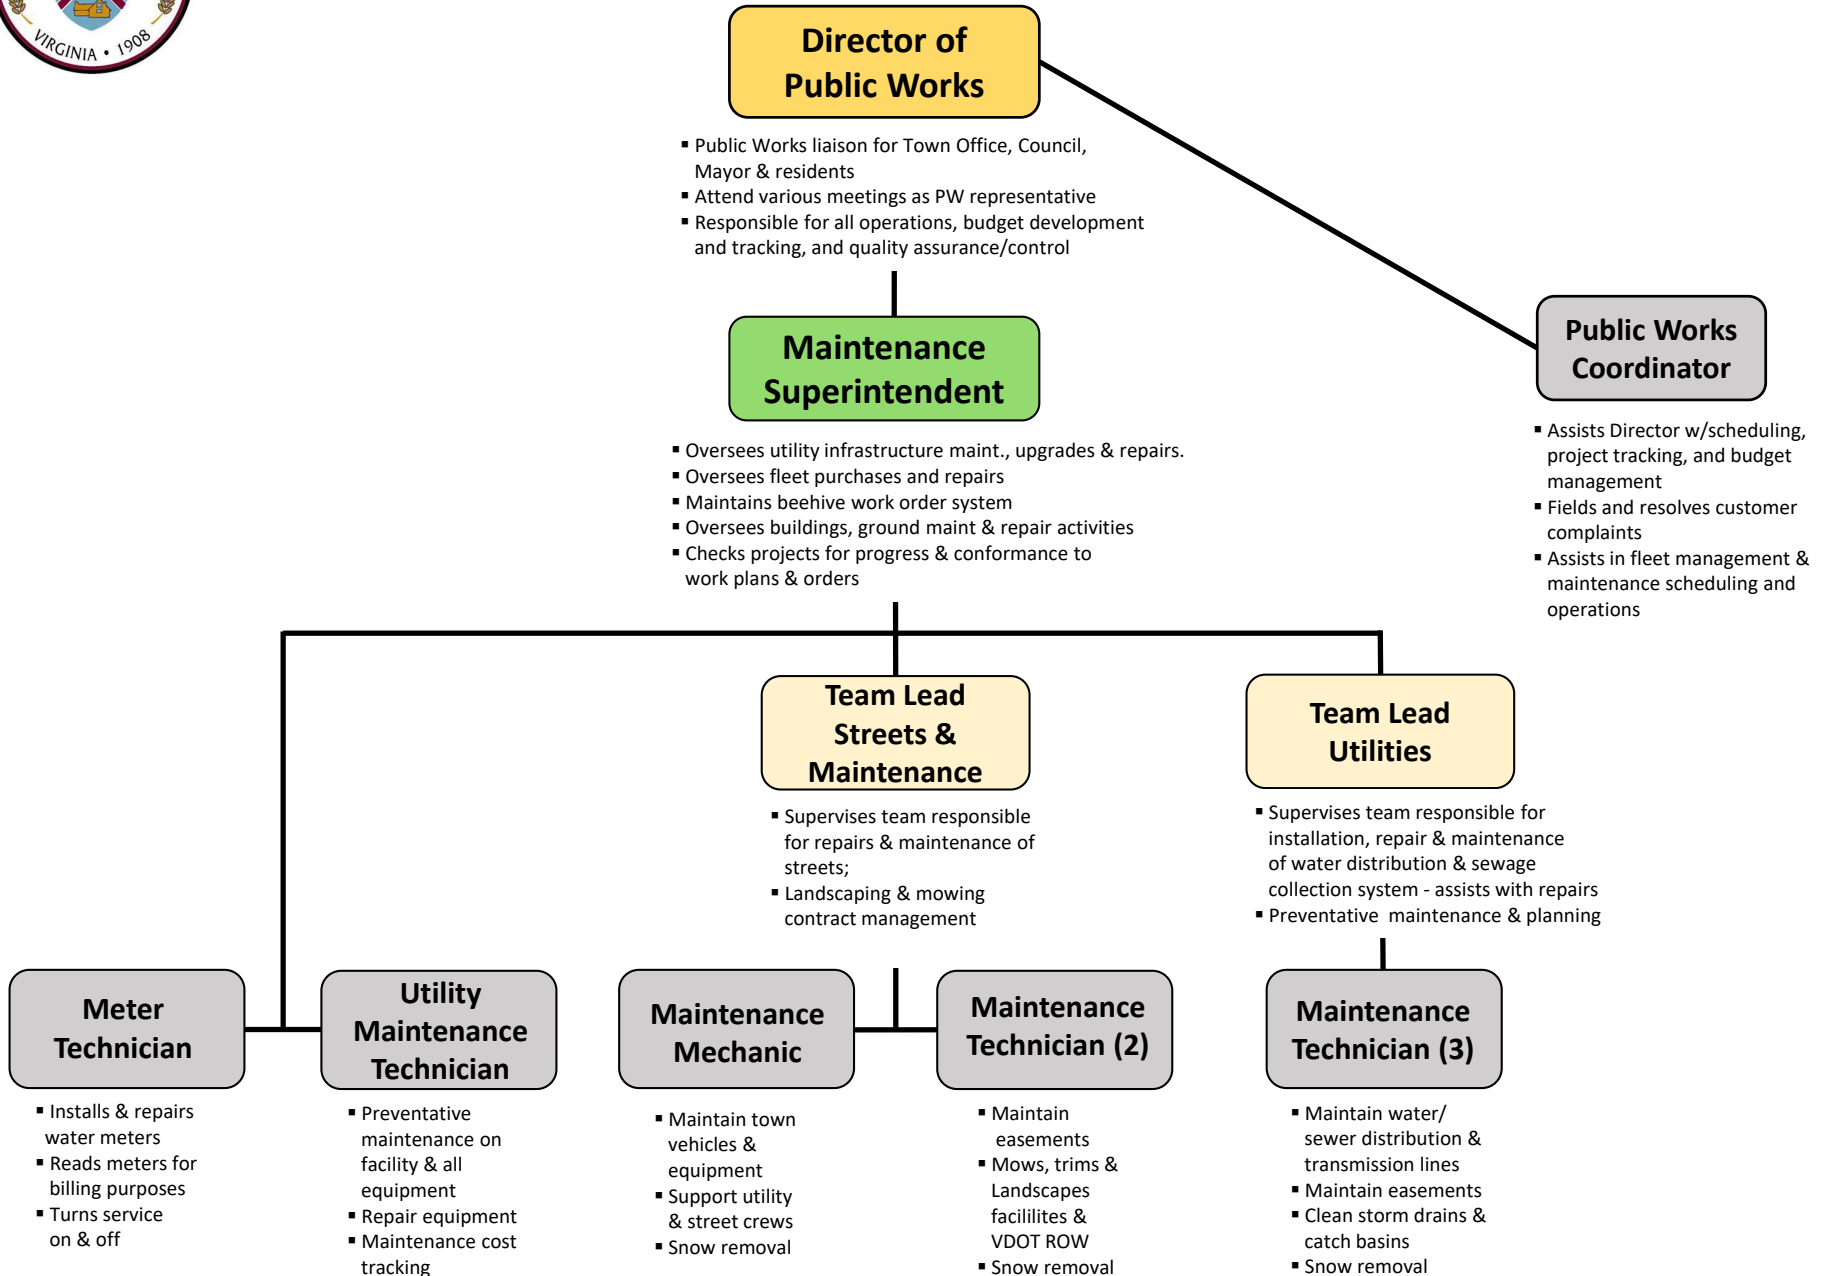 VIRGINIA • 1908
Director of
Public Works
▪ Public Works liaison for Town Office, Council,
Mayor & residents
▪ Attend various meetings as PW representative
▪ Responsible for all operations, budget development
and tracking, and quality assurance/control
Maintenance
Superintendent
▪ Oversees utility infrastructure maint., upgrades & repairs.
▪ Oversees fleet purchases and repairs
▪ Maintains beehive work order system
▪ Oversees buildings, ground maint & repair activities
▪ Checks projects for progress & conformance to
work plans & orders
Public Works
Coordinator
▪ Assists Director w/scheduling,
project tracking, and budget
management
▪ Fields and resolves customer
complaints
▪ Assists in fleet management &
maintenance scheduling and
operations
Team Lead
Streets &
Maintenance
▪ Supervises team responsible
for repairs & maintenance of
streets;
▪ Landscaping & mowing
contract management
Team Lead
Utilities
▪ Supervises team responsible for
installation, repair & maintenance
of water distribution & sewage
collection system - assists with repairs
▪ Preventative maintenance & planning
Meter
Technician
▪ Installs & repairs
water meters
▪ Reads meters for
billing purposes
▪ Turns service
on & off
Utility
Maintenance
Technician
▪ Preventative
maintenance on
facility & all
equipment
▪ Repair equipment
▪ Maintenance cost
tracking
Maintenance
Mechanic
▪ Maintain town
vehicles &
equipment
▪ Support utility
& street crews
▪ Snow removal
Maintenance
Technician (2)
▪ Maintain
easements
▪ Mows, trims &
Landscapes
facililites &
VDOT ROW
▪ Snow removal
Maintenance
Technician (3)
▪ Maintain water/
sewer distribution &
transmission lines
▪ Maintain easements
▪ Clean storm drains &
catch basins
▪ Snow removal